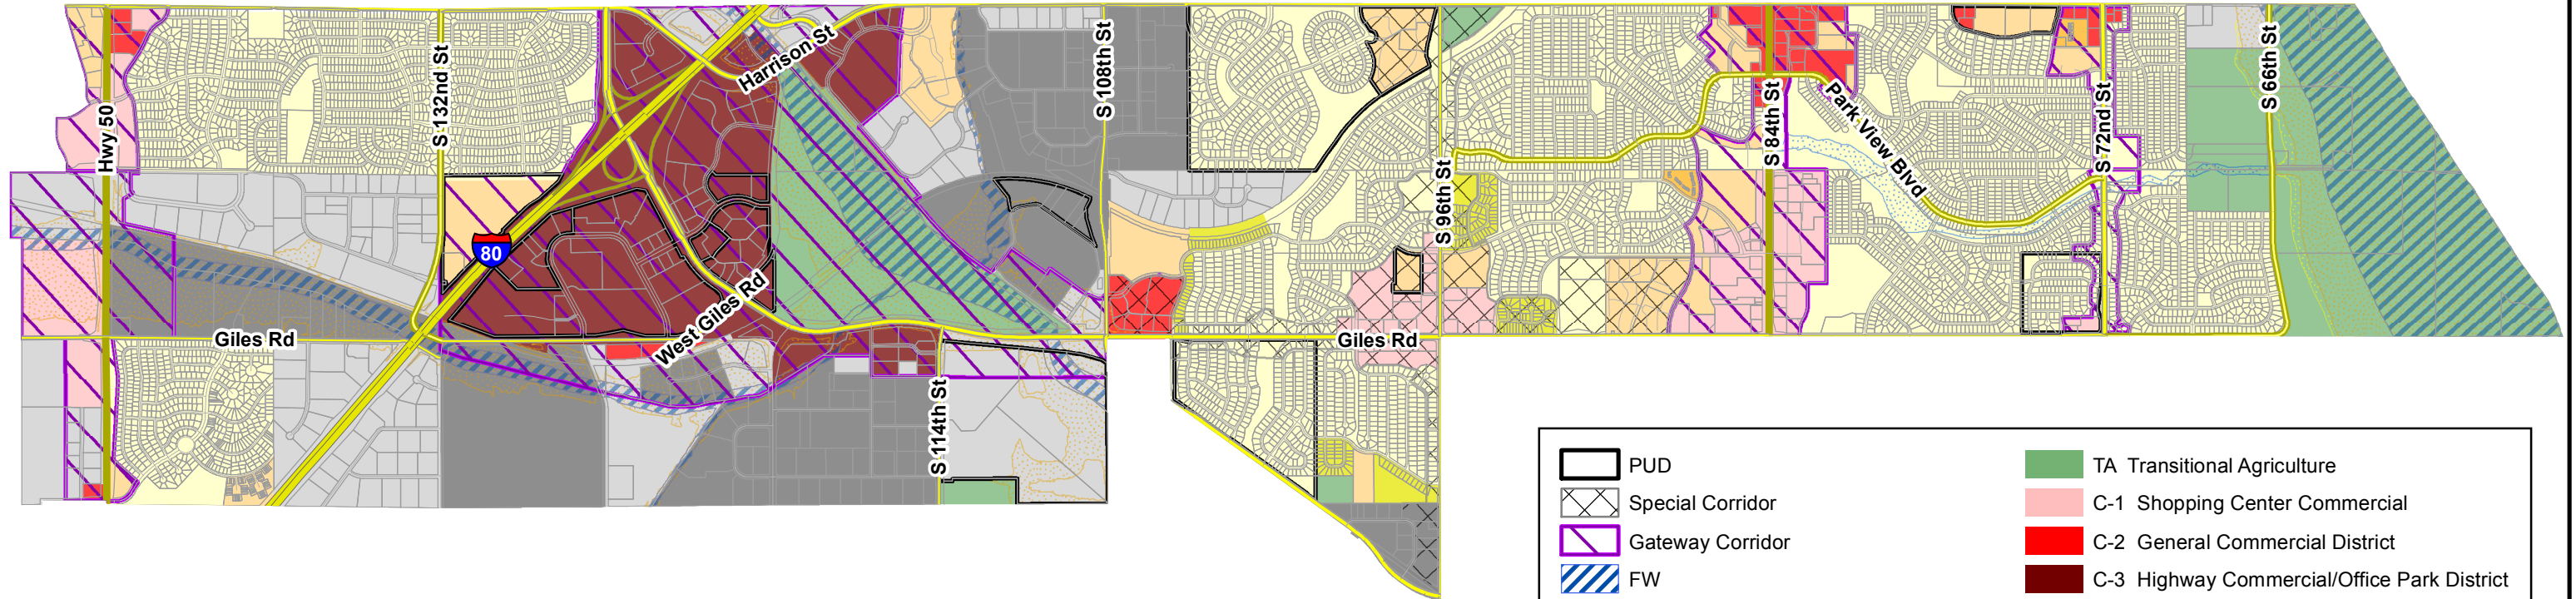 Harrison St
S 108th St
S 132nd St
Hwy 50
S 66th St
S 84th St
Park View Blvd
S 72nd St
S 96th St
80
West Giles Rd
Giles Rd
Giles Rd
S 114th St
PUD
Special Corridor
Gateway Corridor
FW
TA Transitional Agriculture
C-1 Shopping Center Commercial
C-2 General Commercial District
C-3 Highway Commercial/Office Park District